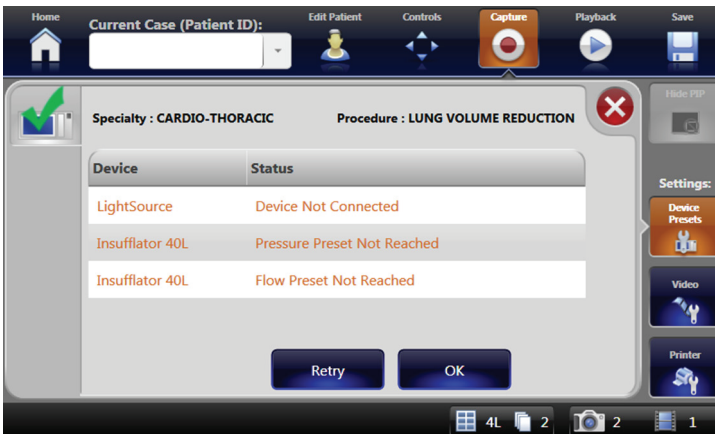 Home
Current Case (Patient ID):
Edit Patient
Controls
Capture
Playback
Save
Specialty : CARDIO-THORACIC
Procedure : LUNG VOLUME REDUCTION
Hide PIP
Device
Status
Settings:
LightSource
Device Not Connected
Device
Presets
Insufflator 40L
Pressure Preset Not Reached
Insufflator 40L
Flow Preset Not Reached
Video
Retry
OK
Printer
4L
2
2
1